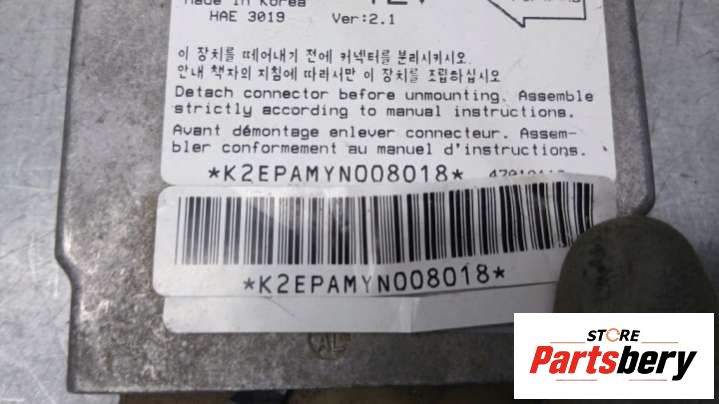 Made in Korea
HAE 3019 Ver:2.1
이 장치를 떼어내기 전에 커넥터를 분리시키시오
안내 책자의 지침에 따라서만 이 장치를 조립하십시오
Detach connector before unmounting. Assemble
strictly according to manual instructions.
Avant démontage enlever connecteur. Assem-
bler conformement au manuel d'instructions.
*K2EPAMYN008018*
*K2EPAMYN008018*
STORE
Partsbery